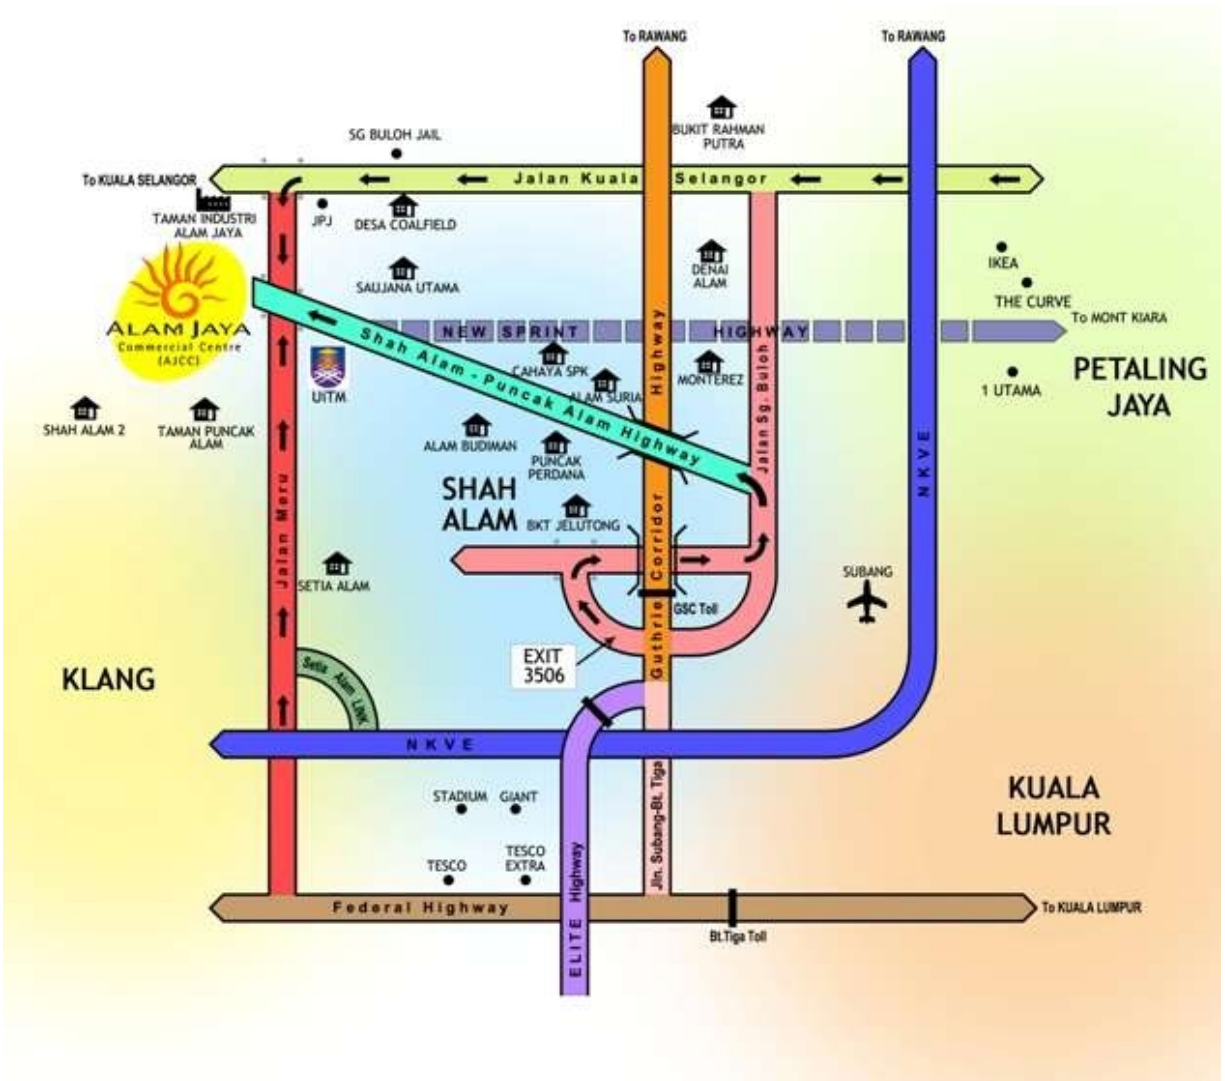 To RAWANG
To RAWANG
BUKIT RAHMAN
PUTRA
SG BULOH JAIL
To KUALA SELANGOR
Jalan Kuala Selangor
TAMAN INDUSTRI
ALAM JAYA
JPJ
DESA COALFIELD
DENAI
ALAM
IKEA
SAUJANA UTAMA
THE CURVE
ALAM JAYA
Commercial Centre
(AJCC)
NEW SPRINT HIGHWAY
To MONT KIARA
Shah Alam - Puncak Alam Highway
CAHAYA SPK
MONTEREZ
UITM
ALAM SURIA
1 UTAMA
PETALING
JAYA
SHAH ALAM 2
TAMAN PUNCAK
ALAM
ALAM BUDIMAN
PUNCAK
PERDANA
Jalan Sg. Buloh
NKVE
SHAH
ALAM
BKT JELUTONG
Jalan Meru
Guthrie Corridor Highway
SETIA ALAM
SUBANG
GSC Toll
EXIT
3506
KLANG
Setia Alam LINK
NKVE
STADIUM
GIANT
Jln. Subang-Bt. Tiga
KUALA
LUMPUR
TESCO
TESCO
EXTRA
ELITE Highway
Federal Highway
To KUALA LUMPUR
Bt.Tiga Toll